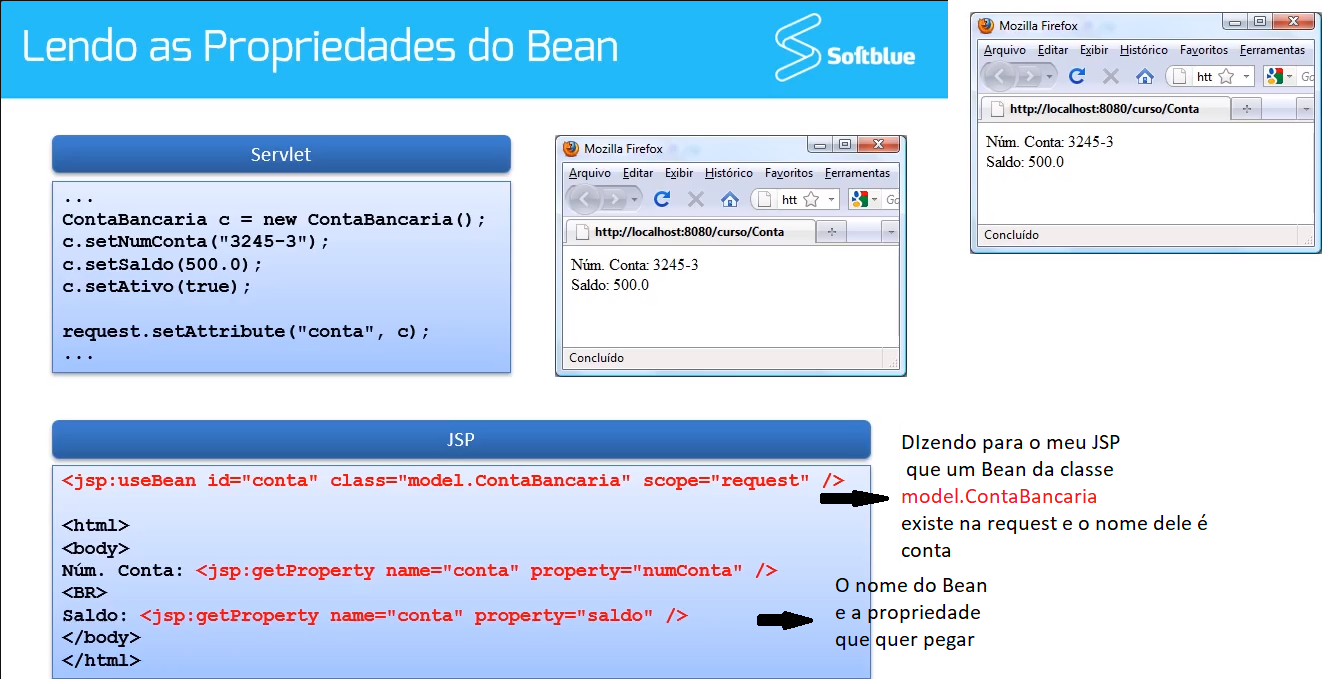 Lendo as Propriedades do Bean
Softblue
Servlet
...
ContaBancaria c = new ContaBancaria();
c.setNumConta("3245-3");
c.setSaldo(500.0);
c.setAtivo(true);
request.setAttribute("conta", c);
...
Mozilla Firefox
Arquivo Editar Exibir Histórico Favoritos Ferramentas
htt
http://localhost:8080/curso/Conta
Núm. Conta: 3245-3
Saldo: 500.0
Concluído
Mozilla Firefox
Arquivo Editar Exibir Histórico Favoritos Ferramentas
htt
http://localhost:8080/curso/Conta
Núm. Conta: 3245-3
Saldo: 500.0
Concluído
JSP
<jsp:useBean id="conta" class="model.ContaBancaria" scope="request" />
<html>
<body>
Núm. Conta: <jsp:getProperty name="conta" property="numConta" />
<BR>
Saldo: <jsp:getProperty name="conta" property="saldo" />
</body>
</html>
DIzendo para o meu JSP
que um Bean da classe
model.ContaBancaria
existe na request e o nome dele é
conta
O nome do Bean
e a propriedade
que quer pegar